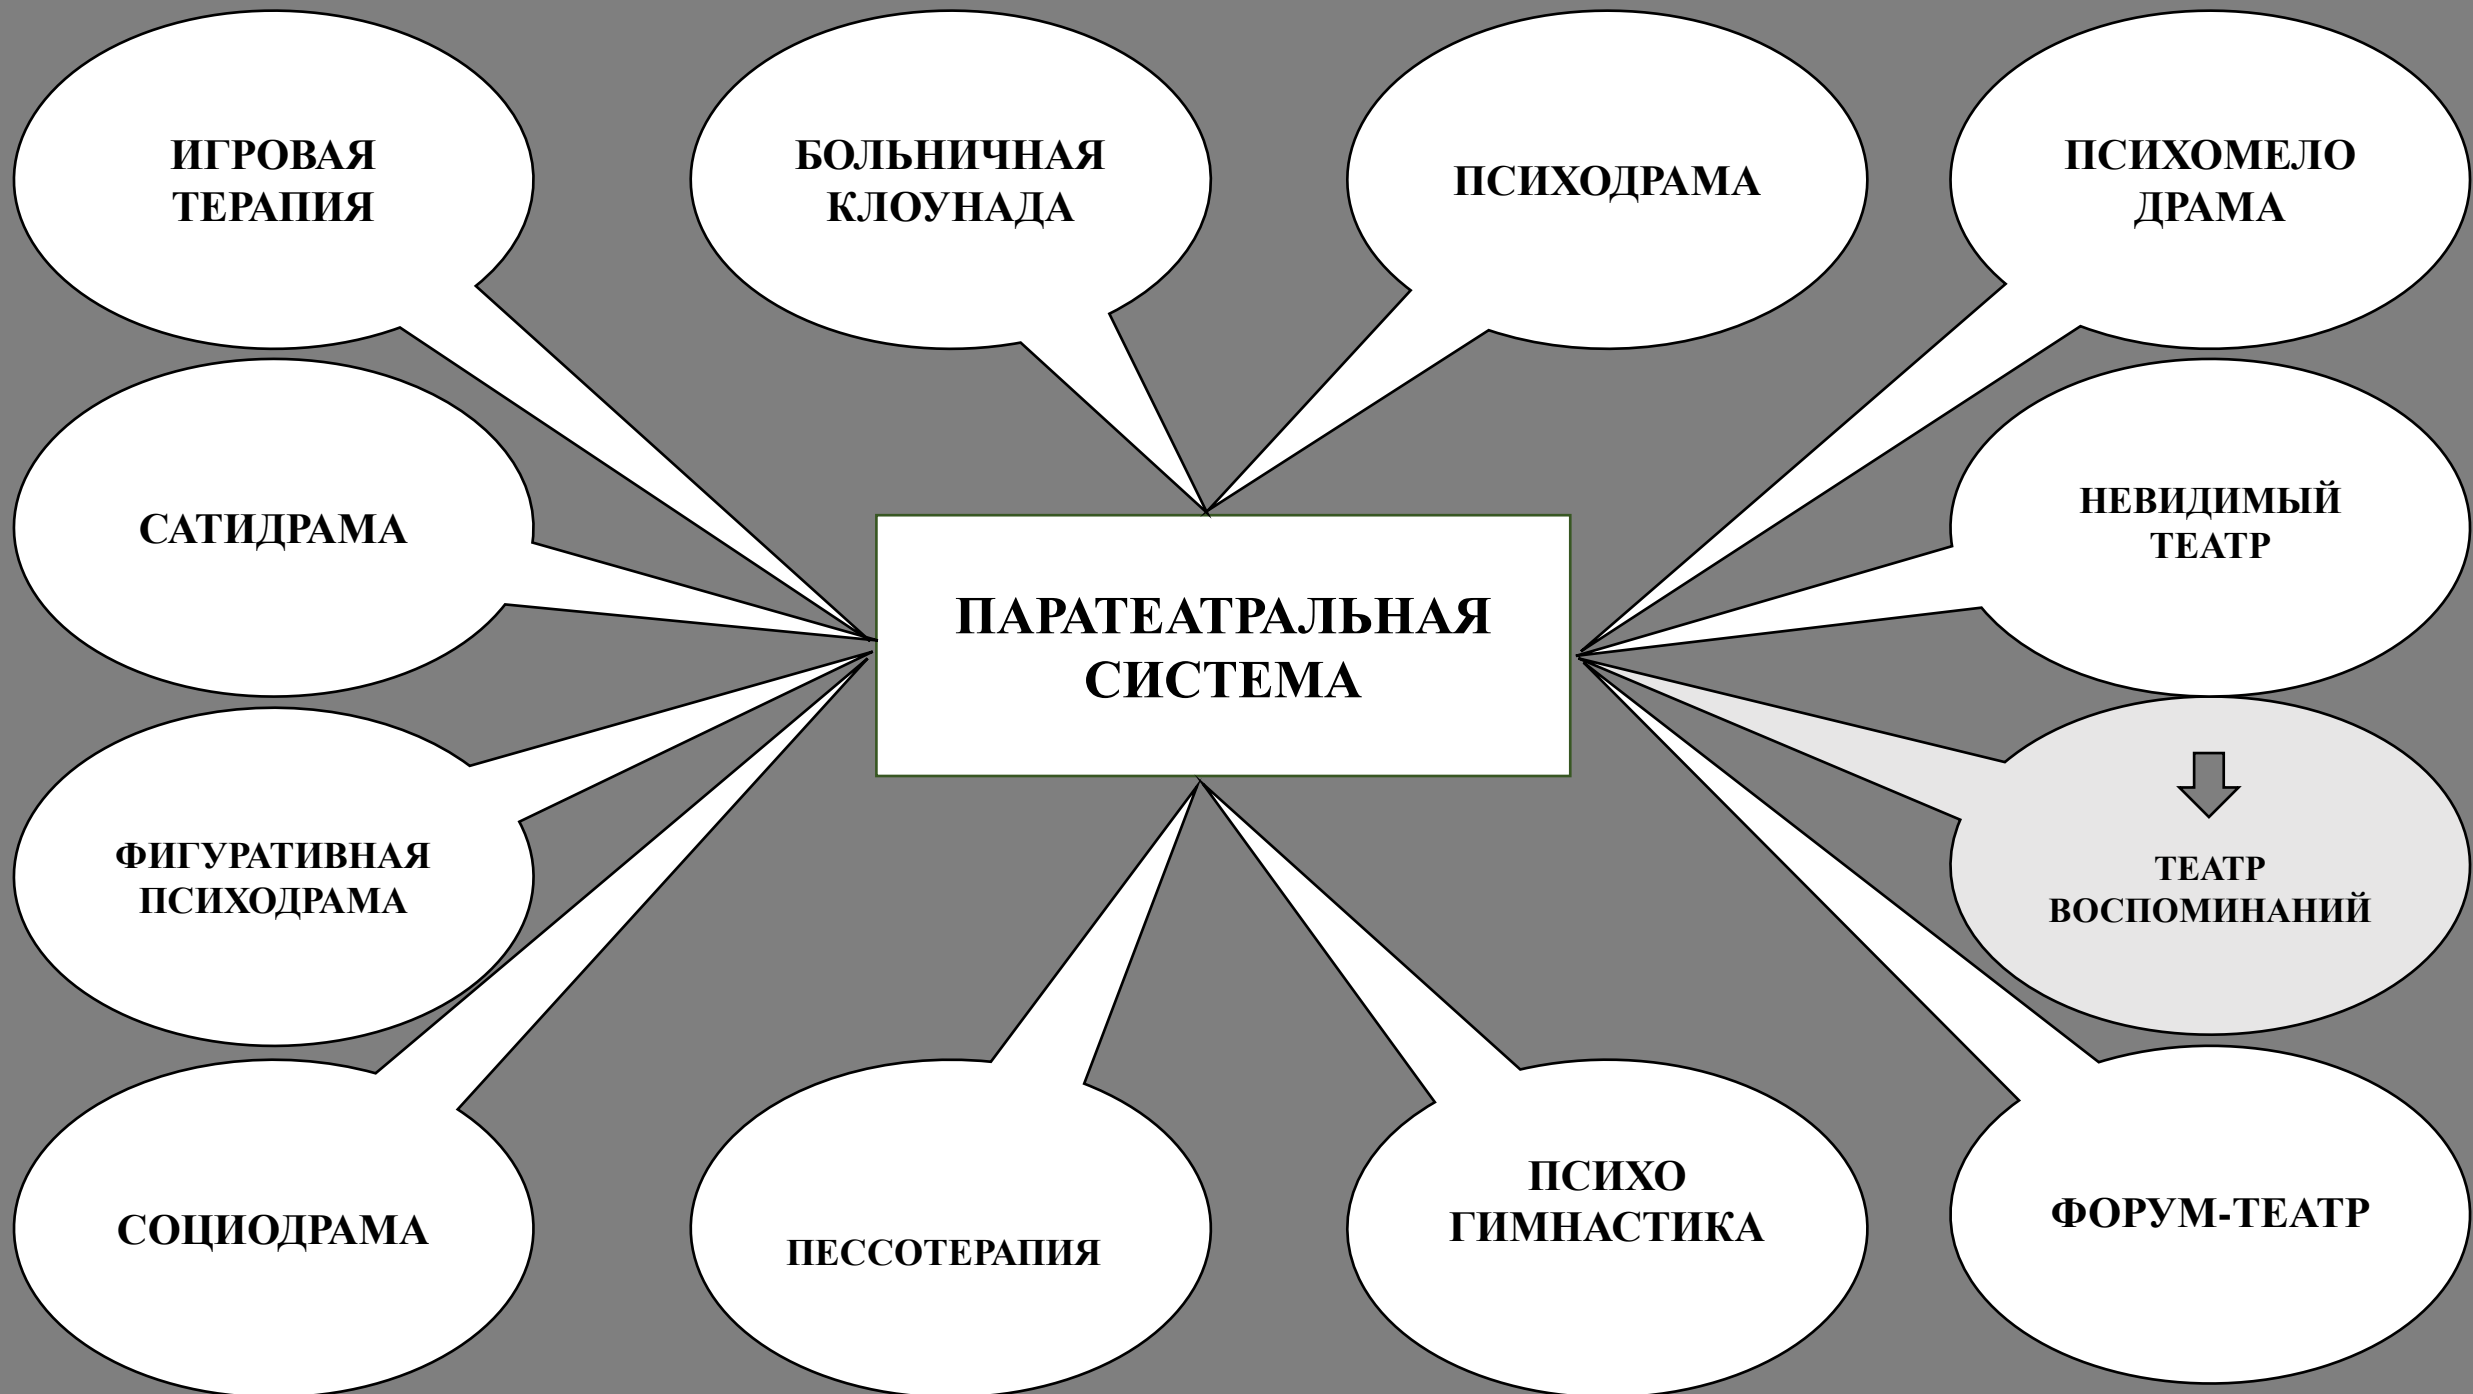 ИГРОВАЯ
ТЕРАПИЯ
БОЛЬНИЧНАЯ
КЛОУНАДА
ПСИХОДРАМА
ПСИХОМЕЛО
ДРАМА
САТИДРАМА
НЕВИДИМЫЙ
ТЕАТР
ПАРАТЕАТРАЛЬНАЯ
СИСТЕМА
ФИГУРАТИВНАЯ
ПСИХОДРАМА
ТЕАТР
ВОСПОМИНАНИЙ
СОЦИОДРАМА
ПЕССОТЕРАПИЯ
ПСИХО
ГИМНАСТИКА
ФОРУМ-ТЕАТР